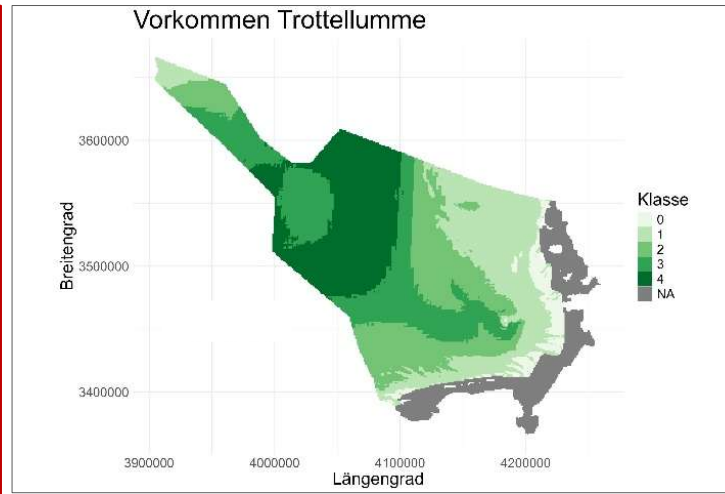 Vorkommen Trottellumme
3600000
3500000
3400000
Breitengrad
3900000
4000000
4100000
4200000
Längengrad
Klasse
0
1
2
3
4
NA